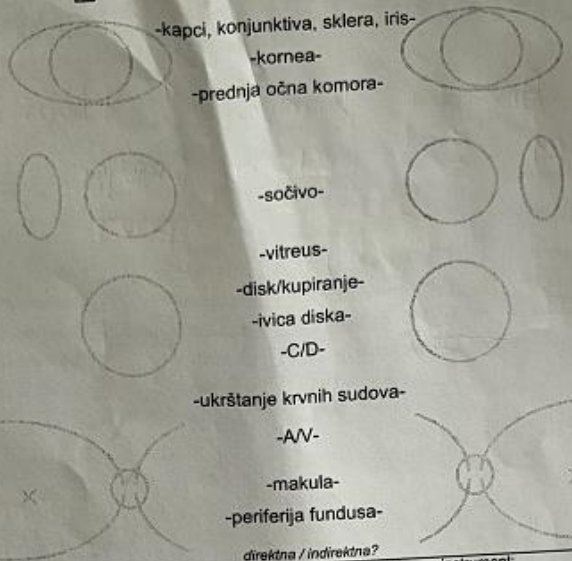 -kapci, konjunktiva, sklera, iris-
-kornea-
-prednja očna komora-
-sočivo-
-vitreus-
-disk/kupiranje-
-ivica diska-
-C/D-
-ukrštanje krvnih sudova-
-A/V-
-makula-
-periferija fundusa-
direktna / indirektna?